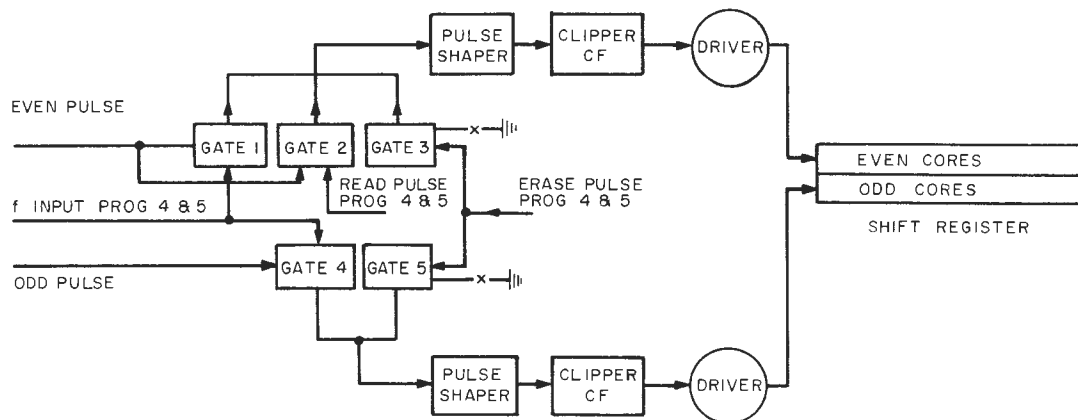 PULSE
SHAPER
CLIPPER
CF
DRIVER
EVEN PULSE
GATE 1
GATE 2
GATE 3
x
READ PULSE
PROG 4 & 5
ERASE PULSE
PROG 4 & 5
f INPUT PROG 4 & 5
EVEN CORES
ODD CORES
SHIFT REGISTER
GATE 4
GATE 5
x
ODD PULSE
PULSE
SHAPER
CLIPPER
CF
DRIVER